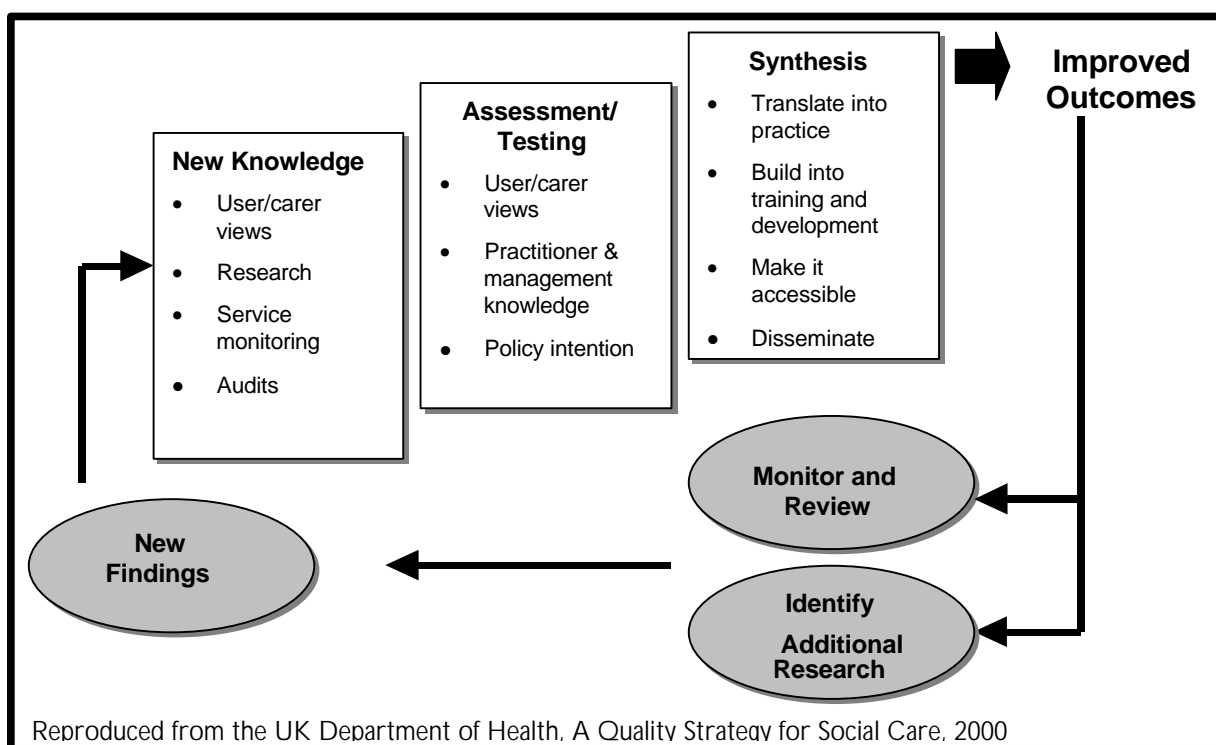 New Knowledge
• User/carer
views
• Research
• Service
monitoring
• Audits
Assessment/
Testing
• User/carer
views
• Practitioner &
management
knowledge
• Policy intention
Synthesis
• Translate into
practice
• Build into
training and
development
• Make it
accessible
• Disseminate
Improved
Outcomes
Monitor and
Review
Identify
Additional
Research
New
Findings
Reproduced from the UK Department of Health, A Quality Strategy for Social Care, 2000